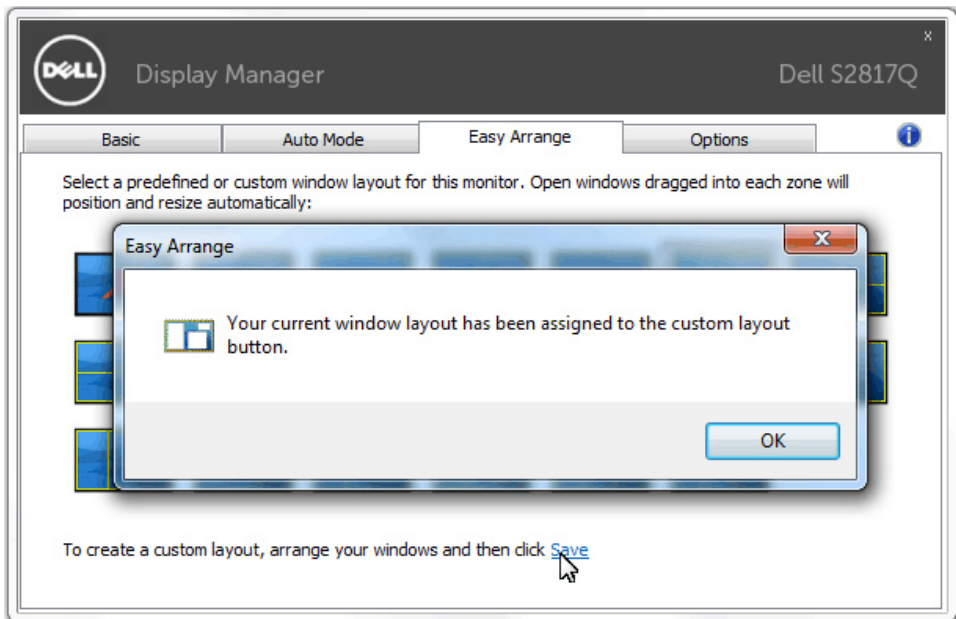 x
DELL
Display Manager
Dell S2817Q
Basic
Auto Mode
Easy Arrange
Options
i
Select a predefined or custom window layout for this monitor. Open windows dragged into each zone will
position and resize automatically:
Easy Arrange
X
Your current window layout has been assigned to the custom layout
button.
OK
To create a custom layout, arrange your windows and then click Save